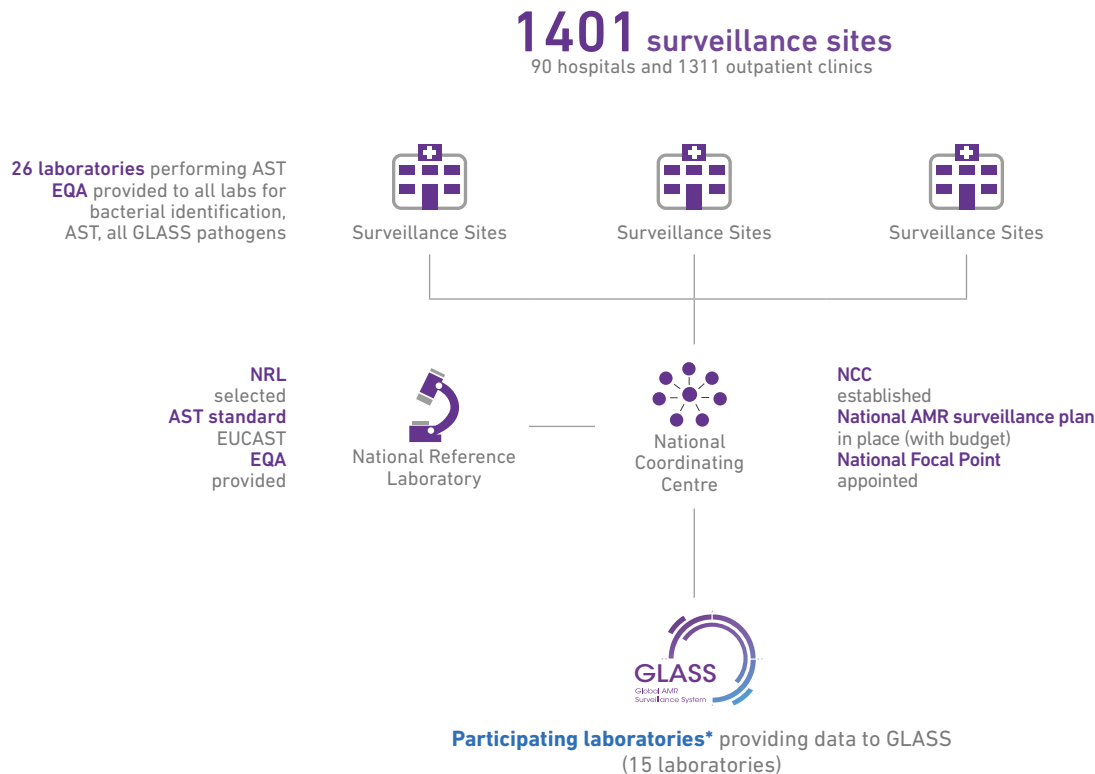 1401 surveillance sites
90 hospitals and 1311 outpatient clinics
26 laboratories performing AST
EQA provided to all labs for
bacterial identification,
AST, all GLASS pathogens
Surveillance Sites
Surveillance Sites
Surveillance Sites
NRL
selected
AST standard
EUCAST
EQA
provided
National Reference
Laboratory
National
Coordinating
Centre
NCC
established
National AMR surveillance plan
in place (with budget)
National Focal Point
appointed
GLASS
Global AMR
Surveillance System
Participating laboratories* providing data to GLASS
(15 laboratories)